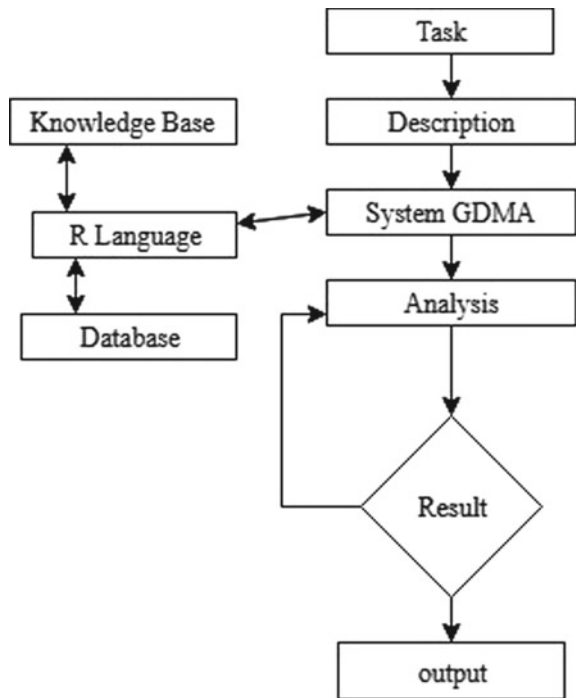 Task
Knowledge Base
Description
R Language
System GDMA
Database
Analysis
Result
output